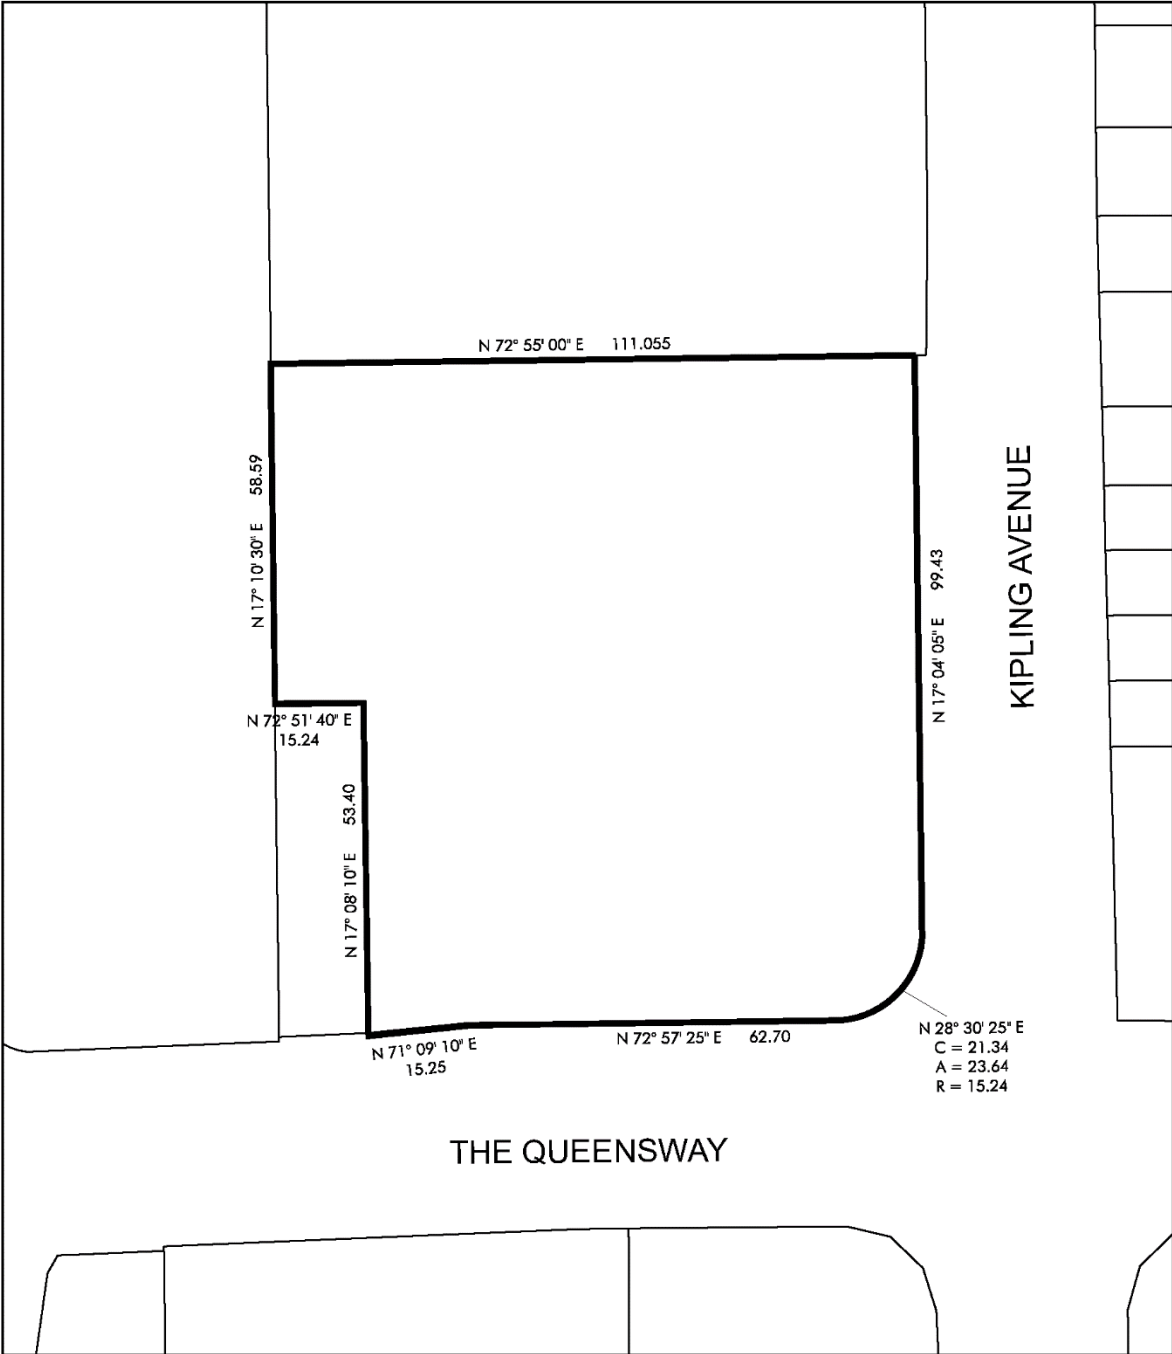 N 72° 55' 00" E 111.055
N 17° 10' 30" E 58.59
KIPLING AVENUE
N 17° 04' 05" E 99.43
N 72° 51' 40" E
15.24
N 17° 08' 10" E 53.40
N 71° 09' 10" E
15.25
N 72° 57' 25" E 62.70
N 28° 30' 25" E
C = 21.34
A = 23.64
R = 15.24
THE QUEENSWAY